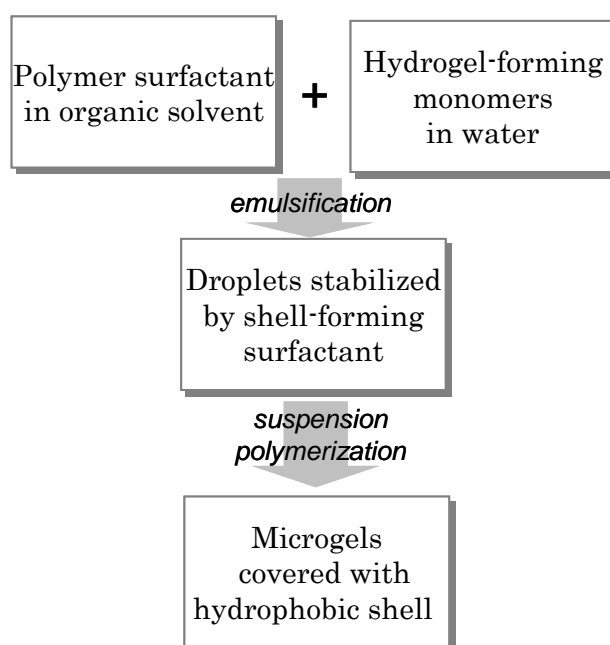 Polymer surfactant
in organic solvent
+
Hydrogel-forming
monomers
in water
emulsification
Droplets stabilized
by shell-forming
surfactant
suspension
polymerization
Microgels
covered with
hydrophobic shell